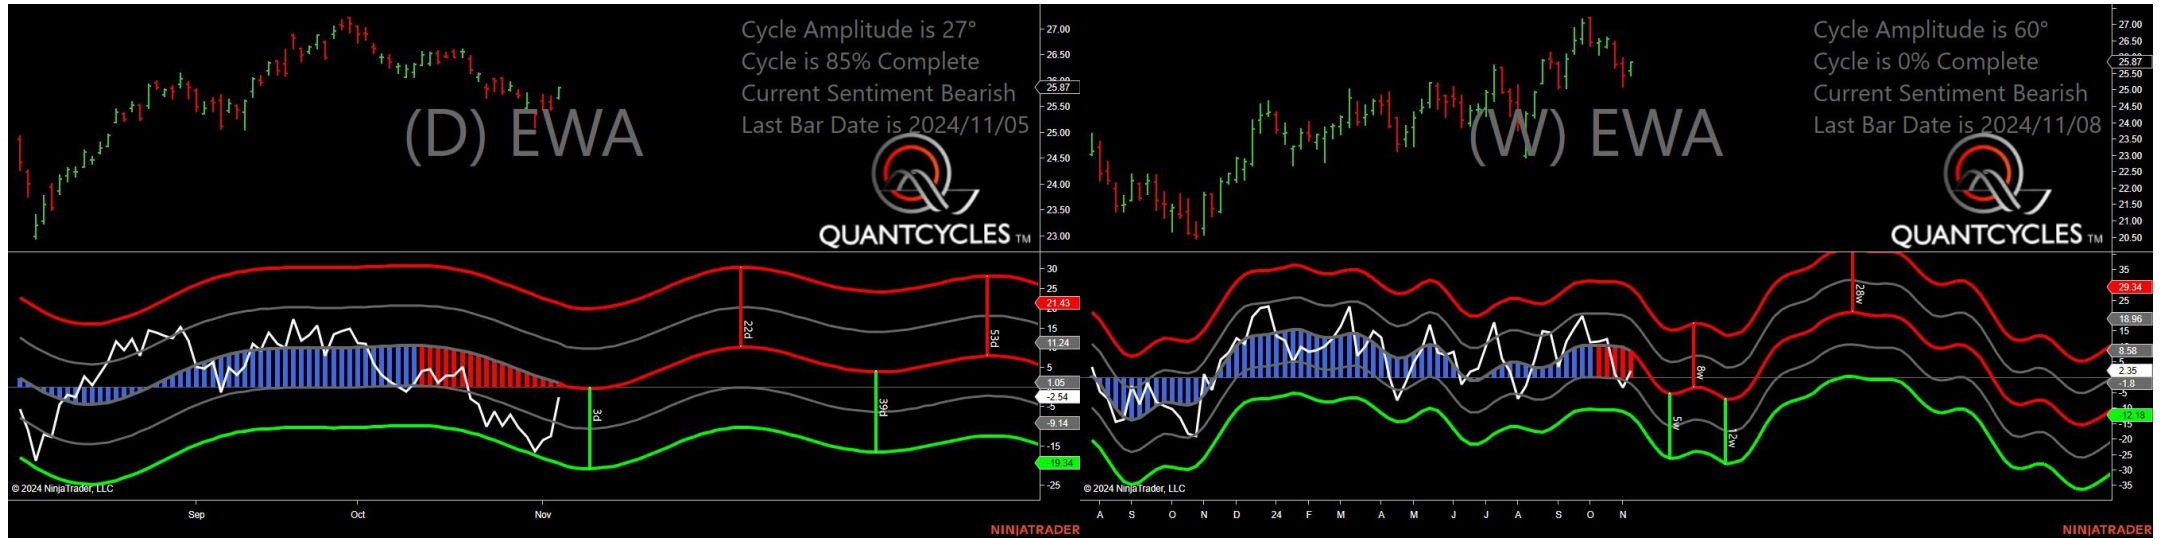 Cycle Amplitude is 27°
Cycle is 85% Complete
Current Sentiment Bearish
Last Bar Date is 2024/11/05
(D) EWA
QUANTCYCLES TM
27.00
26.50
26.00
25.87
25.50
25.00
24.50
24.00
23.50
23.00
30
25
21.43
20
15
11.24
5
1.05
-2.54
-5
-9.14
-15
-19.34
-25
3d
22d
39d
53d
© 2024 NinjaTrader, LLC
Sep
Oct
Nov
NINJATRADER
Cycle Amplitude is 60°
Cycle is 0% Complete
Current Sentiment Bearish
Last Bar Date is 2024/11/08
(W) EWA
QUANTCYCLES TM
27.00
26.50
25.87
25.50
25.00
24.50
24.00
23.50
23.00
22.50
22.00
21.50
21.00
20.50
35
29.34
25
18.96
15
8.58
2.35
-1.8
-5
-12.18
-15
-20
-25
-30
-35
5w
8w
12w
28w
© 2024 NinjaTrader, LLC
A S O N D 24 F M A M J J A S O N
NINJATRADER